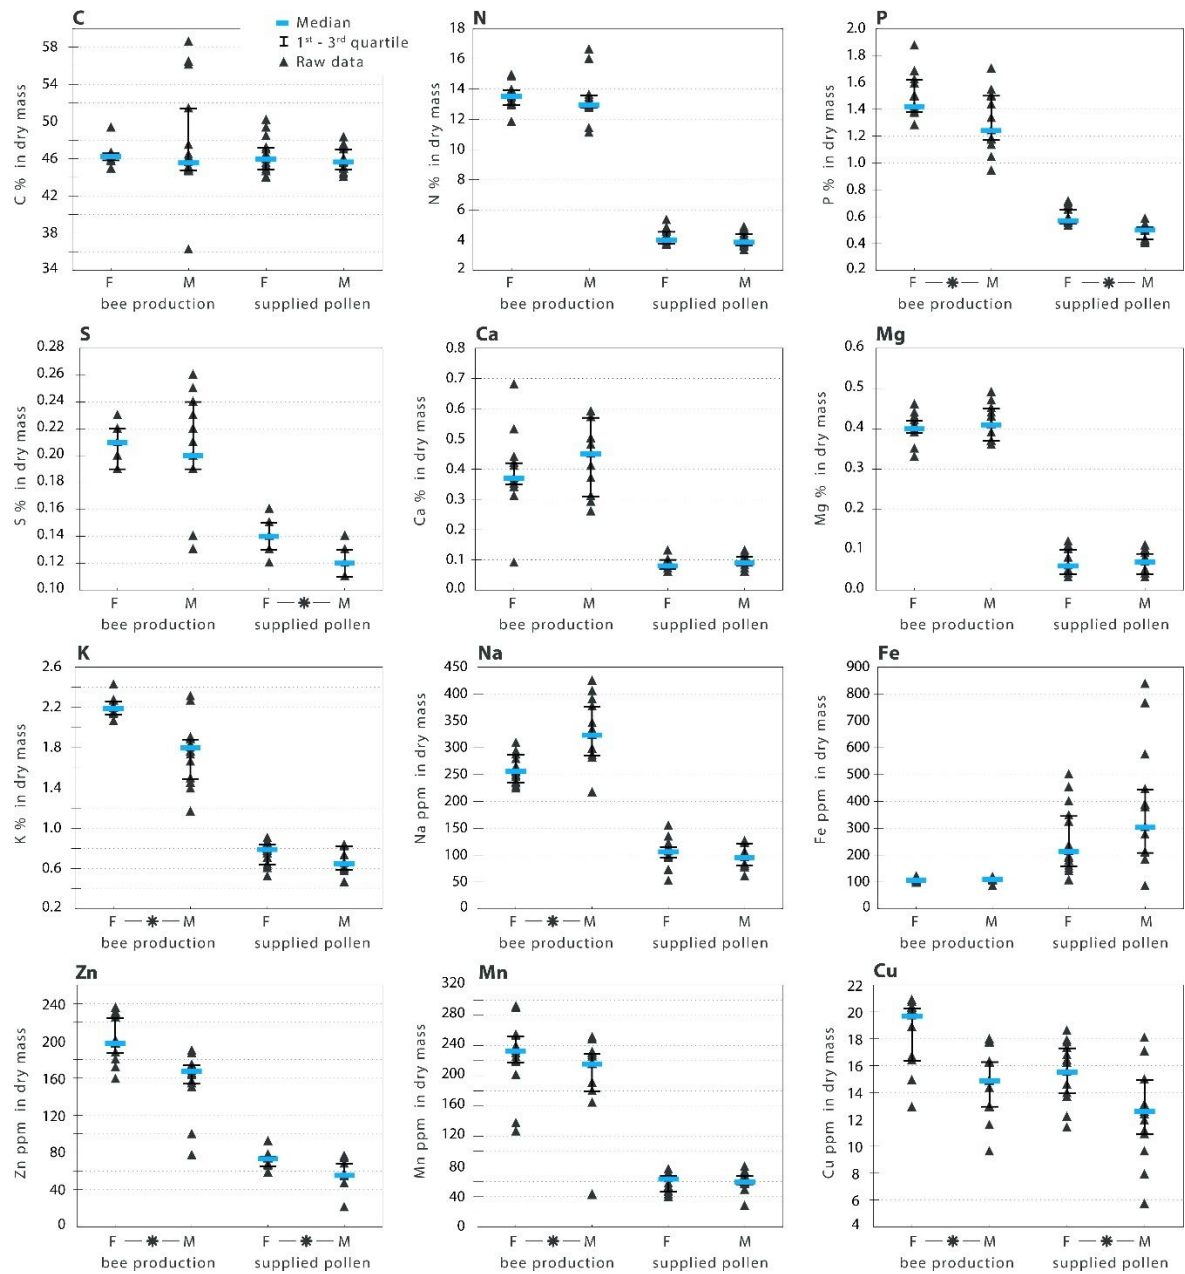 C
Median
1st - 3rd quartile
Raw data
C % in dry mass
58
54
50
46
42
38
34
F M F M
bee production supplied pollen
N
N % in dry mass
18
16
14
12
10
8
6
4
2
F M F M
bee production supplied pollen
P
P % in dry mass
2.0
1.8
1.6
1.4
1.2
1.0
0.8
0.6
0.4
0.2
F —✱— M F —✱— M
bee production supplied pollen
S
S % in dry mass
0.28
0.26
0.24
0.22
0.20
0.18
0.16
0.14
0.12
0.10
F M F —✱— M
bee production supplied pollen
Ca
Ca % in dry mass
0.8
0.7
0.6
0.5
0.4
0.3
0.2
0.1
0.0
F M F M
bee production supplied pollen
Mg
Mg % in dry mass
0.6
0.5
0.4
0.3
0.2
0.1
0.0
F M F M
bee production supplied pollen
K
K % in dry mass
2.6
2.2
1.8
1.4
1.0
0.6
0.2
F —✱— M F M
bee production supplied pollen
Na
Na ppm in dry mass
450
400
350
300
250
200
150
100
50
0
F —✱— M F M
bee production supplied pollen
Fe
Fe ppm in dry mass
900
800
700
600
500
400
300
200
100
0
F M F M
bee production supplied pollen
Zn
Zn ppm in dry mass
240
200
160
120
80
40
0
F —✱— M F —✱— M
bee production supplied pollen
Mn
Mn ppm in dry mass
320
280
240
200
160
120
80
40
0
F —✱— M F M
bee production supplied pollen
Cu
Cu ppm in dry mass
22
20
18
16
14
12
10
8
6
4
F —✱— M F —✱— M
bee production supplied pollen